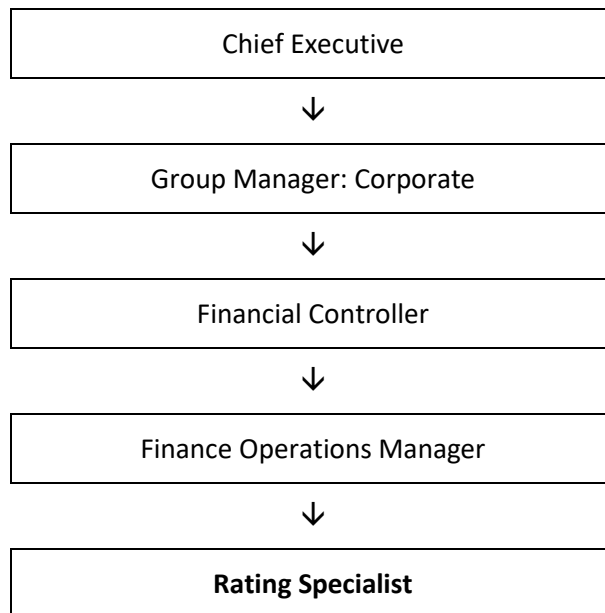 Chief Executive
↓
Group Manager: Corporate
↓
Financial Controller
↓
Finance Operations Manager
↓
Rating Specialist